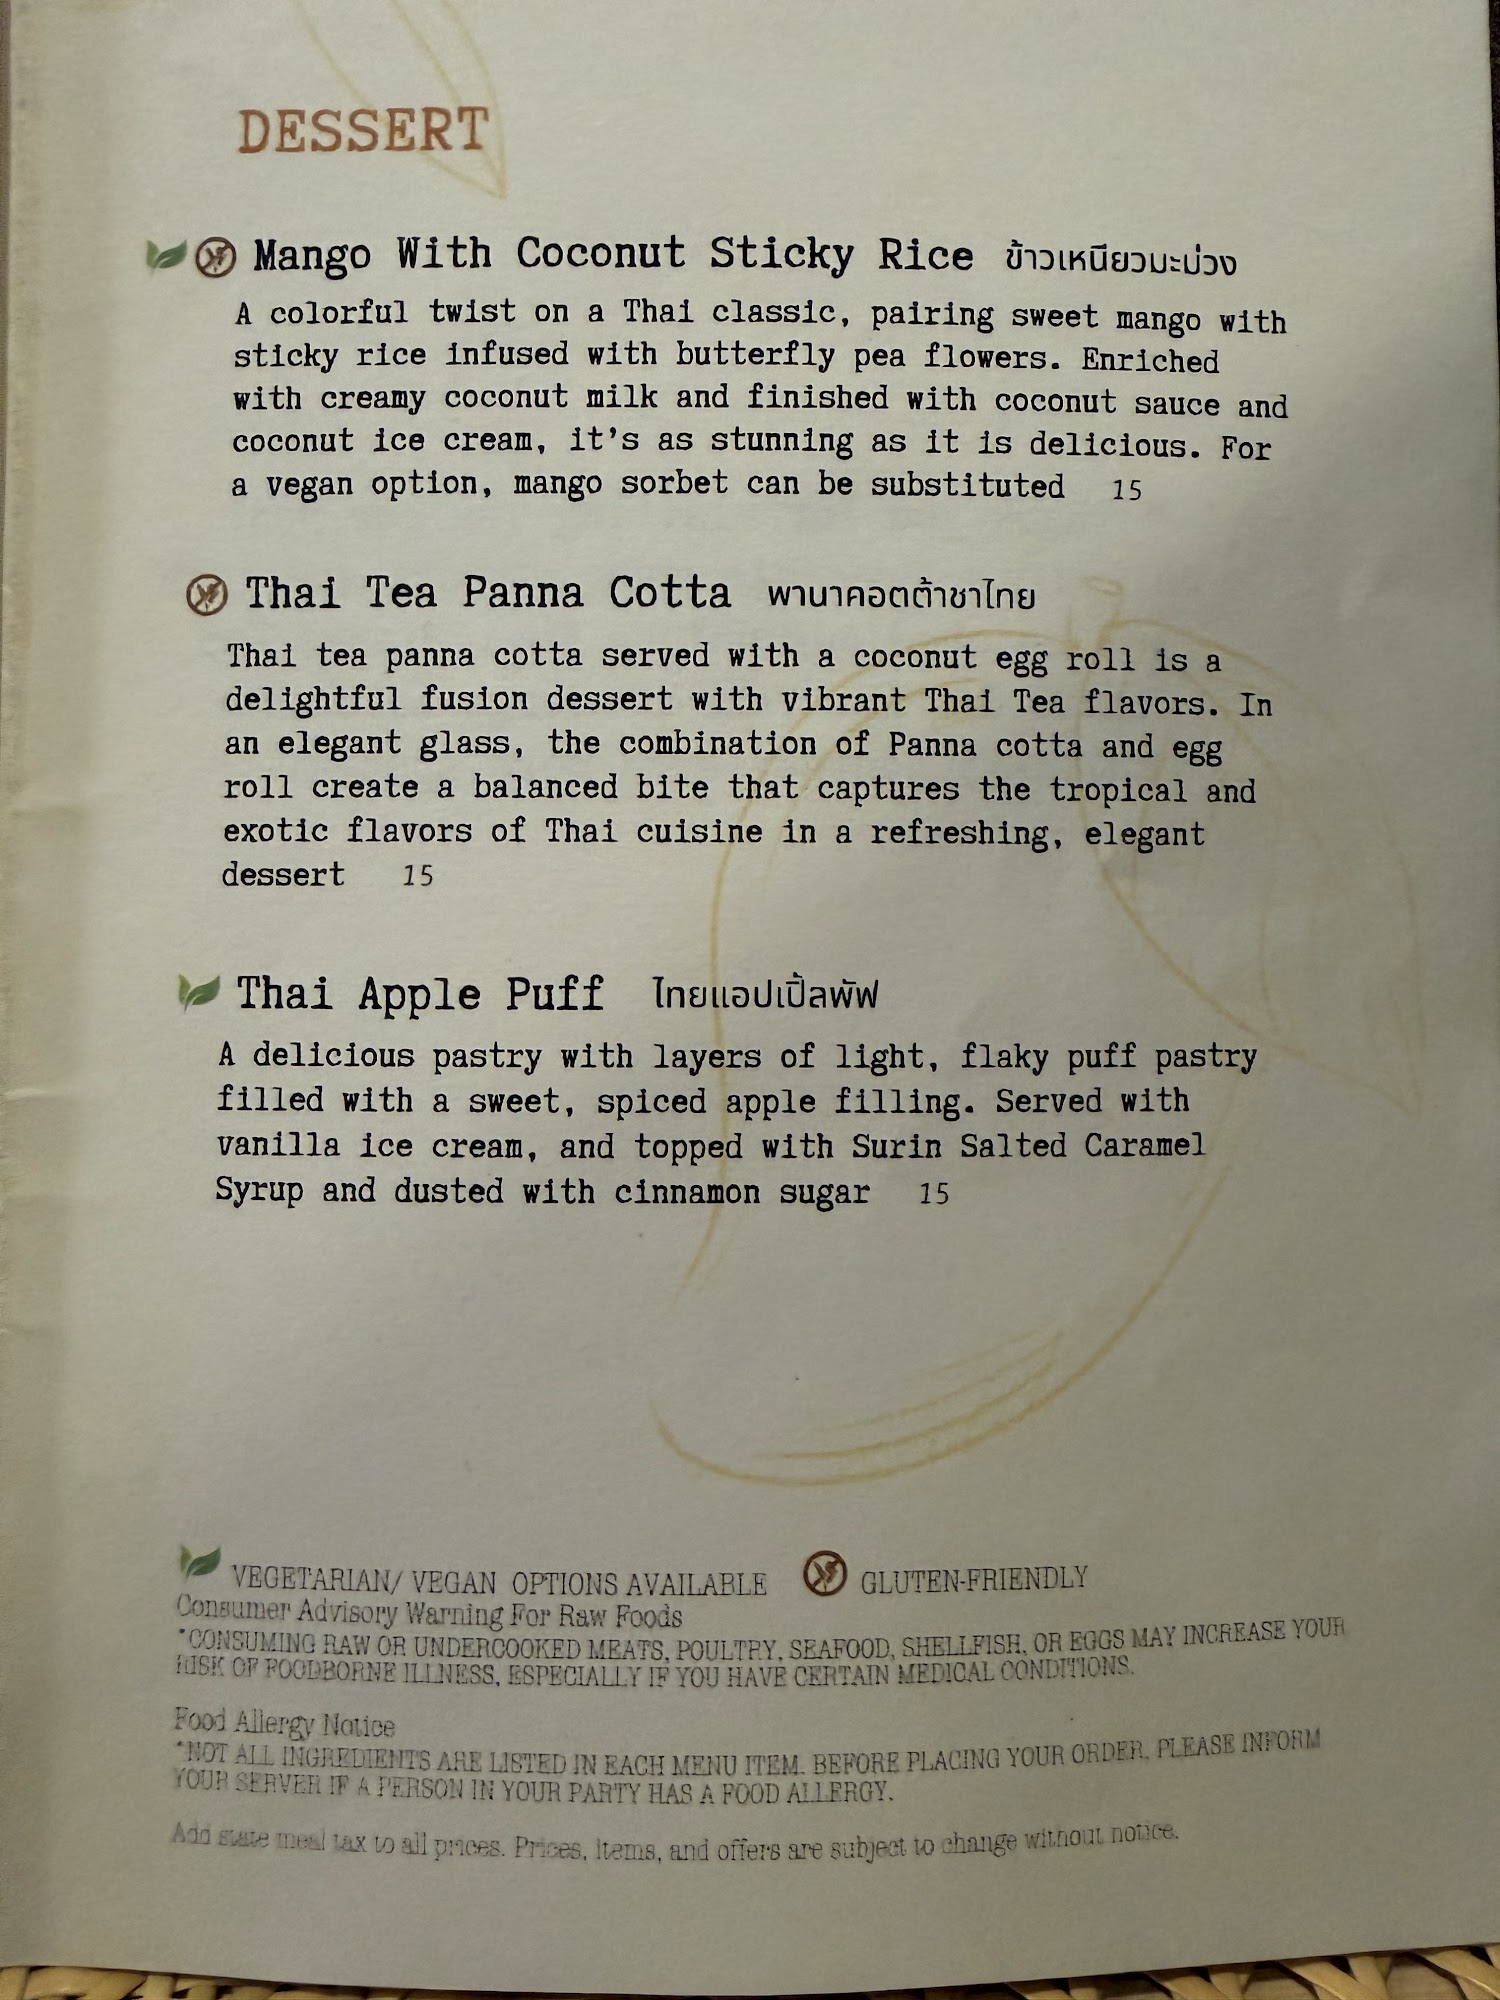 DESSERT
Mango With Coconut Sticky Rice ข้าวเหนียวมะม่วง
A colorful twist on a Thai classic, pairing sweet mango with
sticky rice infused with butterfly pea flowers. Enriched
with creamy coconut milk and finished with coconut sauce and
coconut ice cream, it's as stunning as it is delicious. For
a vegan option, mango sorbet can be substituted 15
Thai Tea Panna Cotta พานาคอตต้าชาไทย
Thai tea panna cotta served with a coconut egg roll is a
delightful fusion dessert with vibrant Thai Tea flavors. In
an elegant glass, the combination of Panna cotta and egg
roll create a balanced bite that captures the tropical and
exotic flavors of Thai cuisine in a refreshing, elegant
dessert 15
Thai Apple Puff ไทยแอปเปิ้ลพัฟ
A delicious pastry with layers of light, flaky puff pastry
filled with a sweet, spiced apple filling. Served with
vanilla ice cream, and topped with Surin Salted Caramel
Syrup and dusted with cinnamon sugar 15
VEGETARIAN/ VEGAN OPTIONS AVAILABLE GLUTEN-FRIENDLY
Consumer Advisory Warning For Raw Foods
*CONSUMING RAW OR UNDERCOOKED MEATS, POULTRY, SEAFOOD, SHELLFISH, OR EGGS MAY INCREASE YOUR
RISK OF FOODBORNE ILLNESS, ESPECIALLY IF YOU HAVE CERTAIN MEDICAL CONDITIONS.
Food Allergy Notice
*NOT ALL INGREDIENTS ARE LISTED IN EACH MENU ITEM. BEFORE PLACING YOUR ORDER, PLEASE INFORM
YOUR SERVER IF A PERSON IN YOUR PARTY HAS A FOOD ALLERGY.
Add state meal tax to all prices. Prices, items, and offers are subject to change without notice.